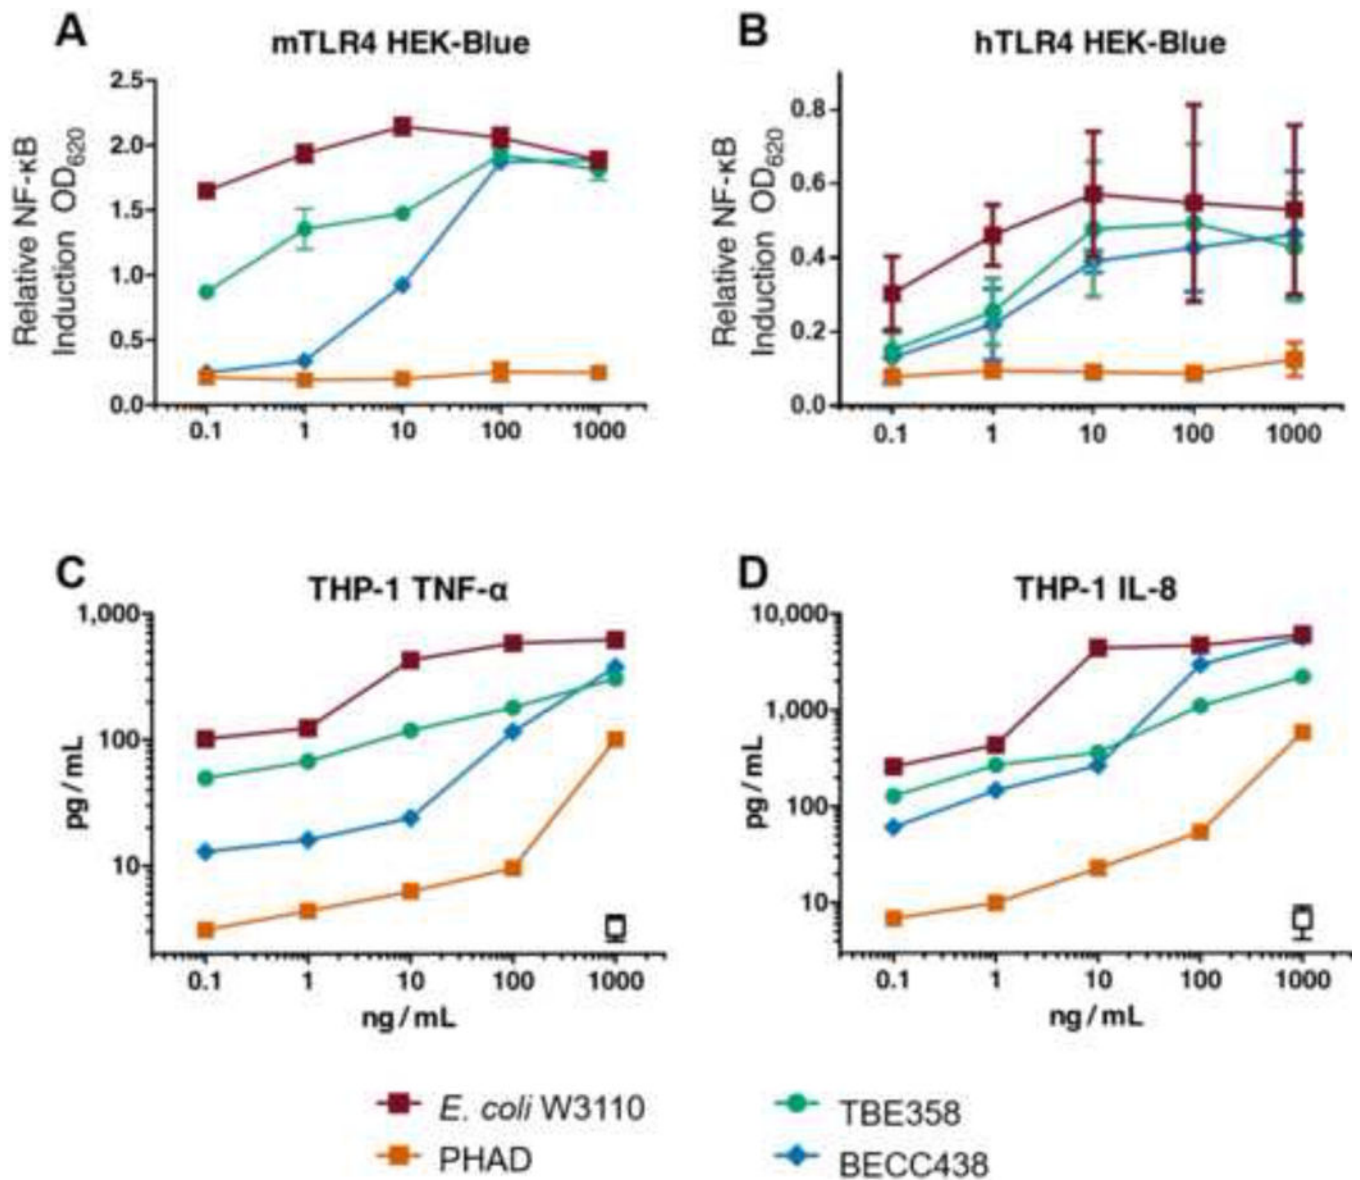 A
mTLR4 HEK-Blue
Relative NF-κB
Induction OD620
2.5
2.0
1.5
1.0
0.5
0.0
0.1 1 10 100 1000
B
hTLR4 HEK-Blue
Relative NF-κB
Induction OD620
0.8
0.6
0.4
0.2
0.0
0.1 1 10 100 1000
C
THP-1 TNF-α
pg/mL
1,000
100
10
0.1 1 10 100 1000
ng/mL
D
THP-1 IL-8
pg/mL
10,000
1,000
100
10
0.1 1 10 100 1000
ng/mL
E. coli W3110
TBE358
PHAD
BECC438